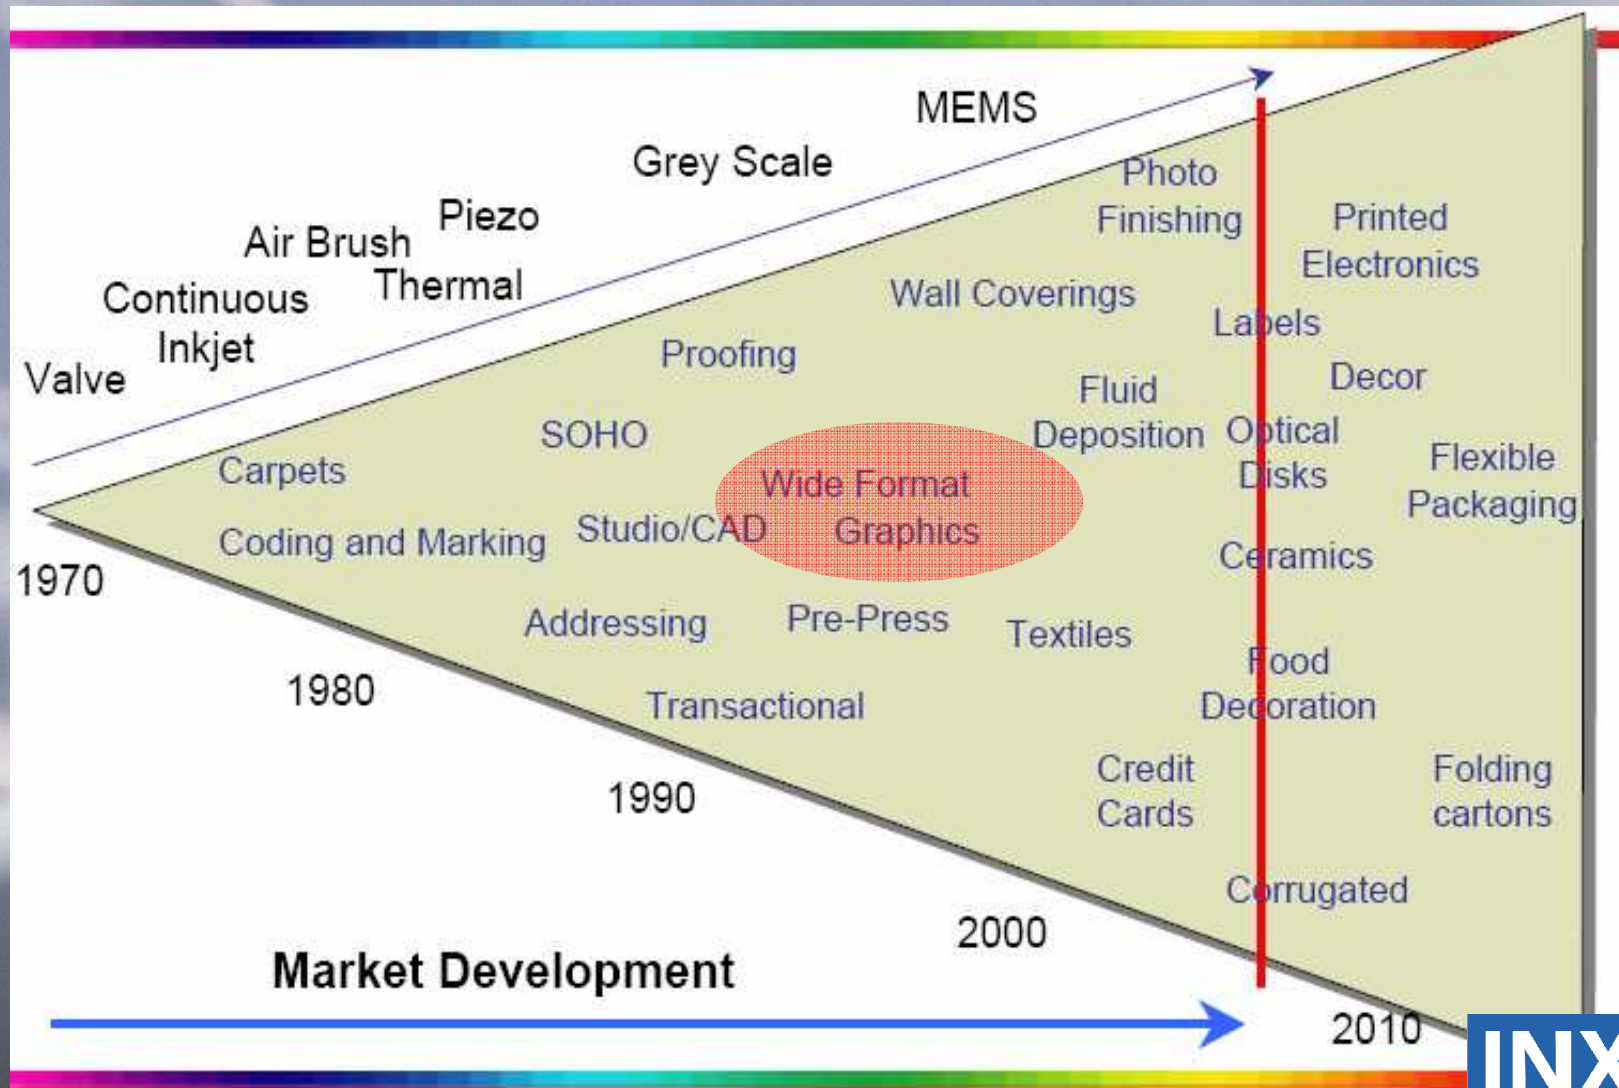 MEMS
Grey Scale
Piezo
Air Brush
Thermal
Continuous
Inkjet
Valve
Photo
Finishing
Printed
Electronics
Wall Coverings
Labels
Proofing
Decor
Fluid
Deposition
SOHO
Optical
Disks
Carpets
Wide Format
Graphics
Flexible
Packaging
Studio/CAD
Coding and Marking
Ceramics
Addressing
Pre-Press
Textiles
Food
Decoration
Transactional
Credit
Cards
Folding
cartons
Corrugated
1970
1980
1990
2000
2010
Market Development
INX